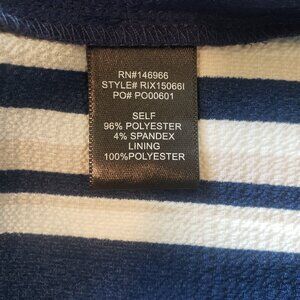 RN#146966
STYLE# RIX15066I
PO# PO00601
SELF
96% POLYESTER
4% SPANDEX
LINING
100%POLYESTER